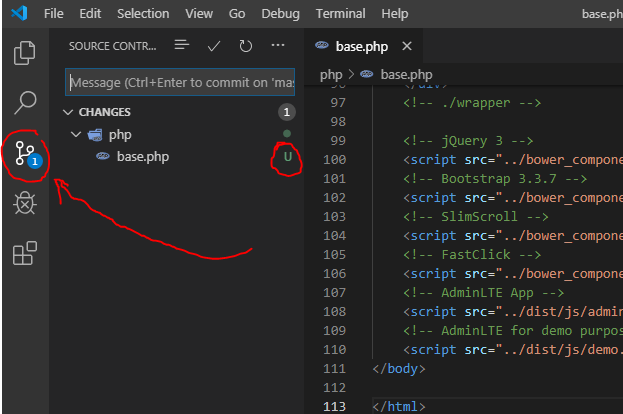 File Edit Selection View Go Debug Terminal Help base.ph
SOURCE CONTR... ...
base.php
Message (Ctrl+Enter to commit on 'mas
php > base.php
CHANGES 1
php
base.php U
1
96 </div>
97 <!-- ./wrapper -->
98
99 <!-- jQuery 3 -->
100 <script src="../bower_compone
101 <!-- Bootstrap 3.3.7 -->
102 <script src="../bower_compone
103 <!-- SlimScroll -->
104 <script src="../bower_compone
105 <!-- FastClick -->
106 <script src="../bower_compone
107 <!-- AdminLTE App -->
108 <script src="../dist/js/admin
109 <!-- AdminLTE for demo purpos
110 <script src="../dist/js/demo.
111 </body>
112
113 </html>